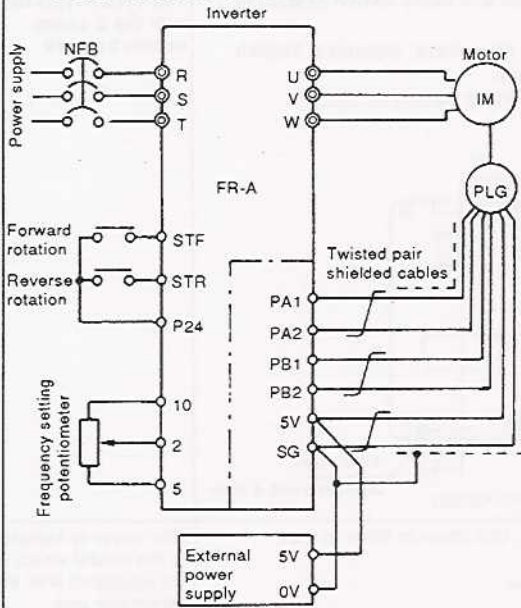 Inverter
Power supply
NFB
R
S
T
U
V
W
Motor
IM
PLG
FR-A
Forward
rotation
Reverse
rotation
STF
STR
P24
Twisted pair
shielded cables
PA1
PA2
PB1
PB2
5V
SG
Frequency setting
potentiometer
10
2
5
External
power
supply
5V
0V